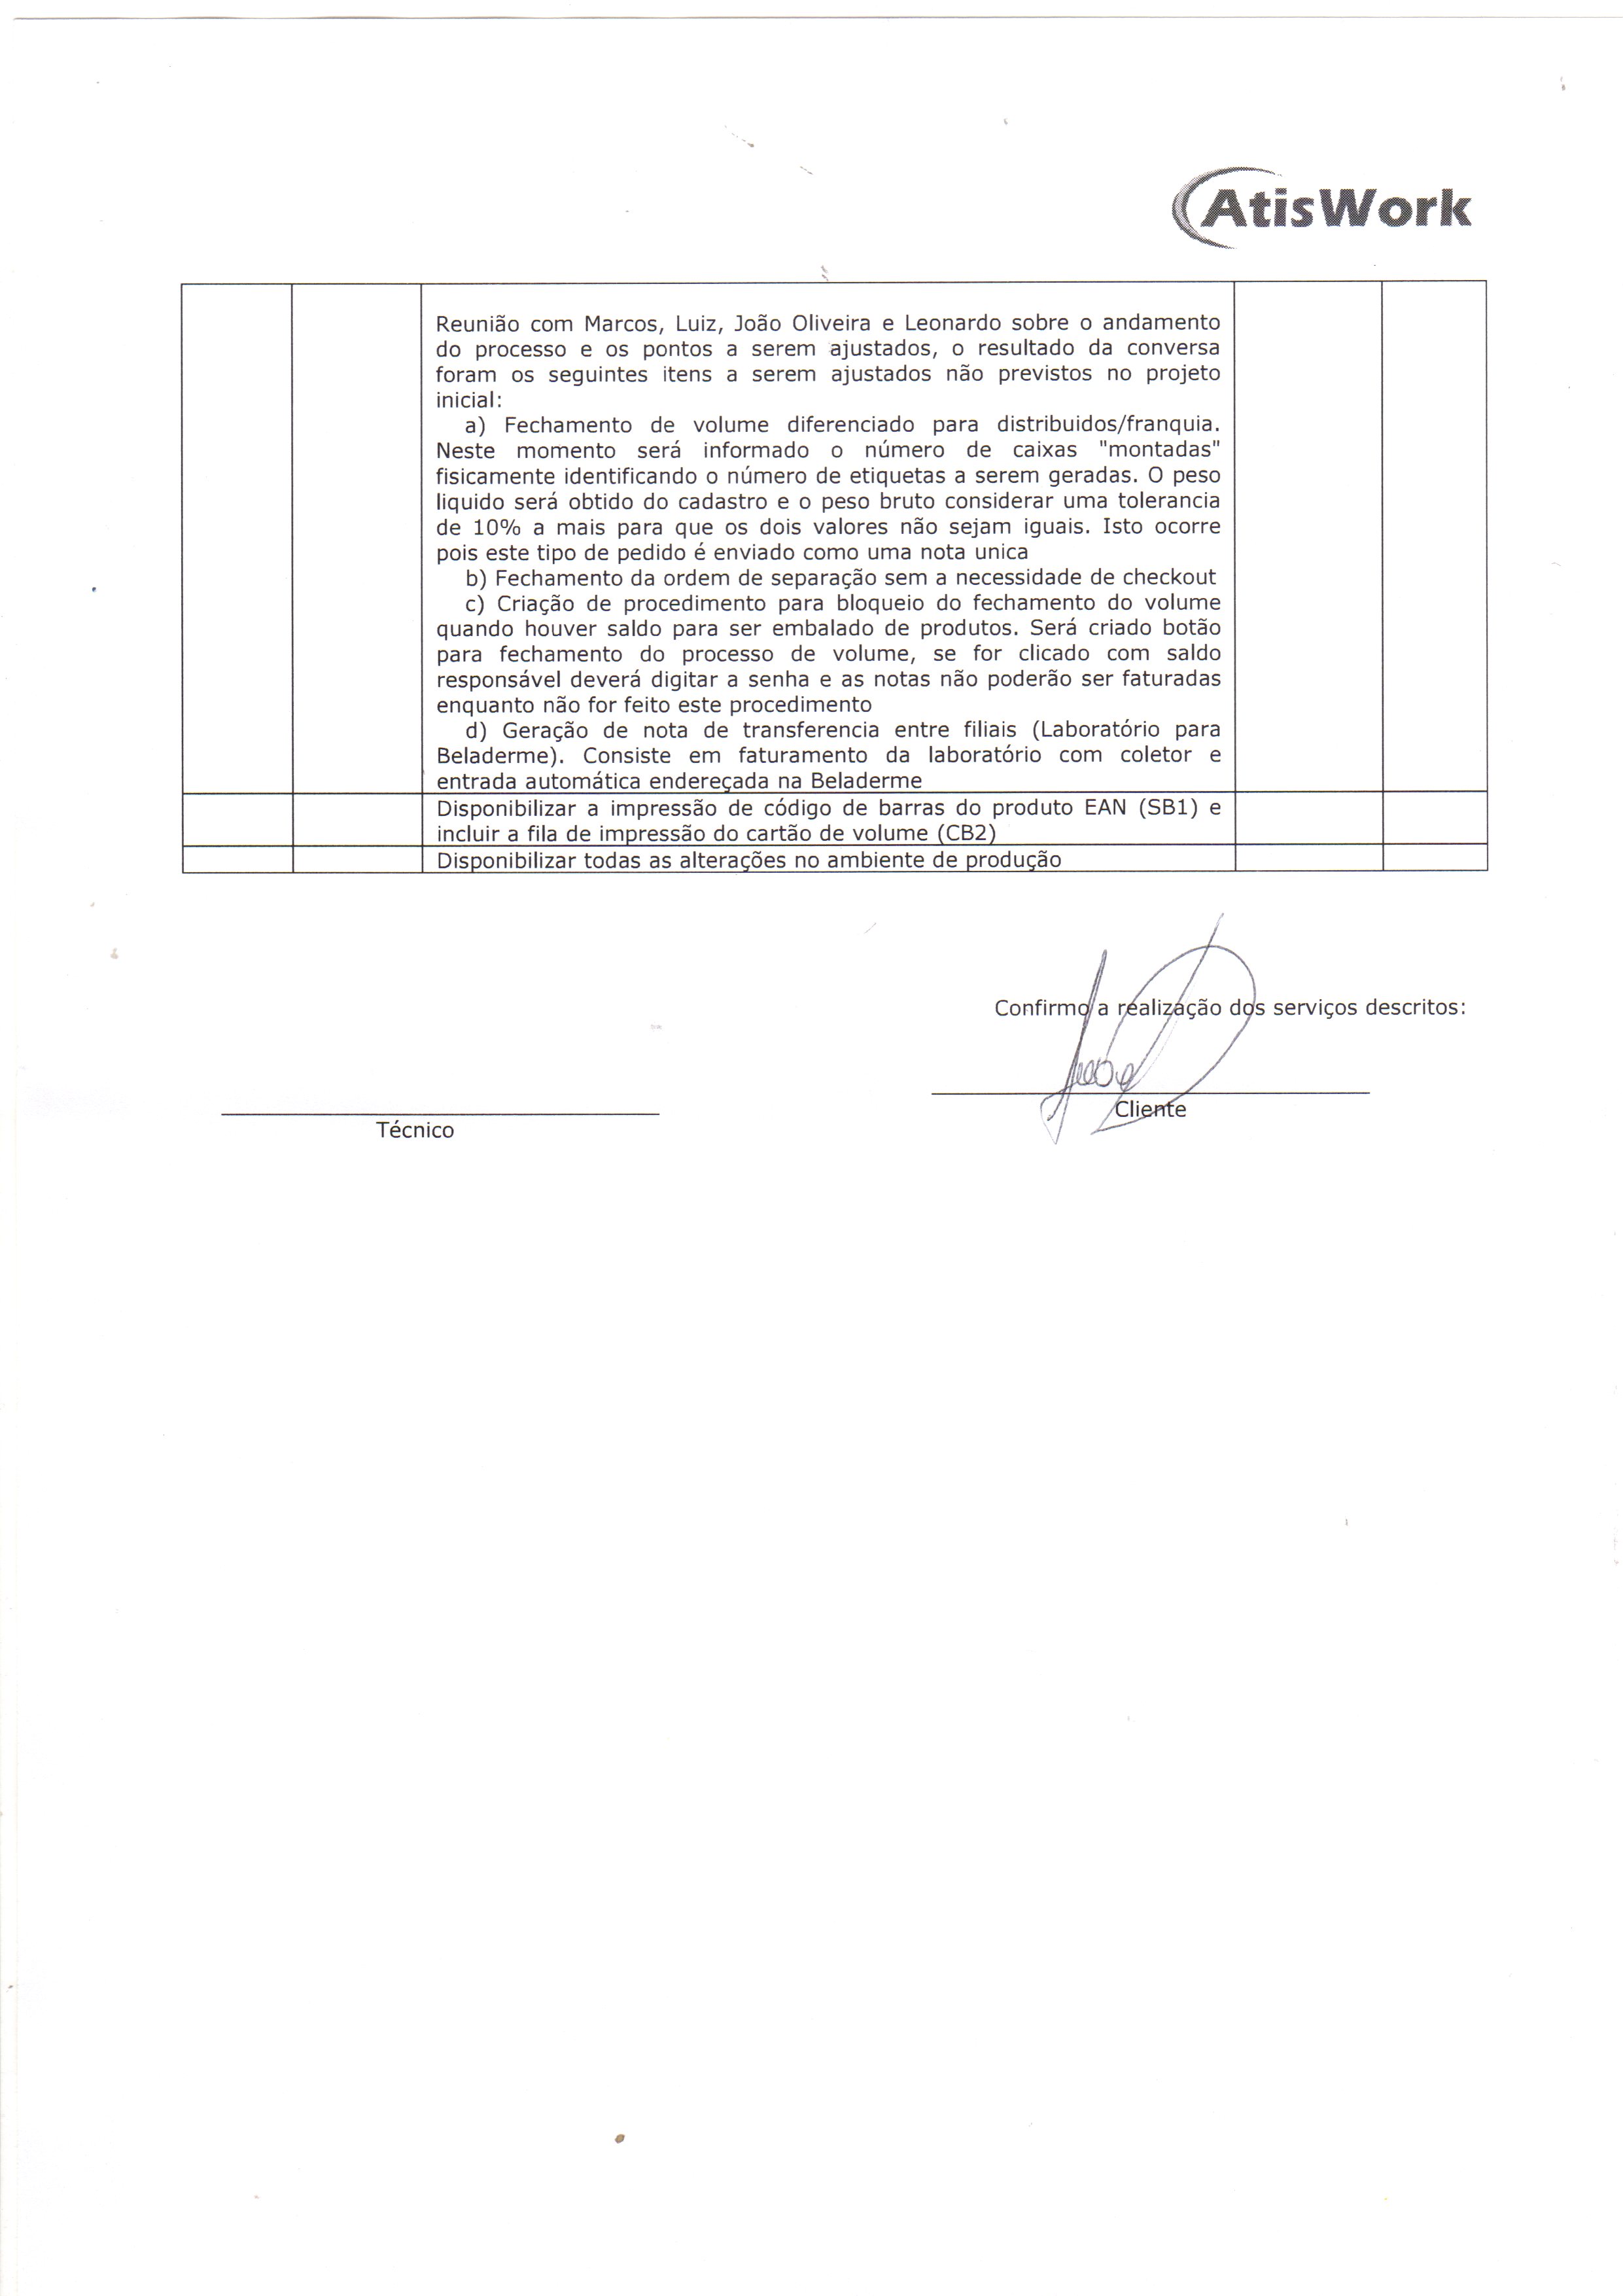 AtisWork
Reunião com Marcos, Luiz, João Oliveira e Leonardo sobre o andamento
do processo e os pontos a serem ajustados, o resultado da conversa
foram os seguintes itens a serem ajustados não previstos no projeto
inicial:
a) Fechamento de volume diferenciado para distribuidos/franquia.
Neste momento será informado o número de caixas "montadas"
fisicamente identificando o número de etiquetas a serem geradas. O peso
liquido será obtido do cadastro e o peso bruto considerar uma tolerancia
de 10% a mais para que os dois valores não sejam iguais. Isto ocorre
pois este tipo de pedido é enviado como uma nota unica
b) Fechamento da ordem de separação sem a necessidade de checkout
c) Criação de procedimento para bloqueio do fechamento do volume
quando houver saldo para ser embalado de produtos. Será criado botão
para fechamento do processo de volume, se for clicado com saldo
responsável deverá digitar a senha e as notas não poderão ser faturadas
enquanto não for feito este procedimento
d) Geração de nota de transferencia entre filiais (Laboratório para
Beladerme). Consiste em faturamento da laboratório com coletor e
entrada automática endereçada na Beladerme
Disponibilizar a impressão de código de barras do produto EAN (SB1) e
incluir a fila de impressão do cartão de volume (CB2)
Disponibilizar todas as alterações no ambiente de produção
Confirmo a realização dos serviços descritos:
Cliente
Técnico